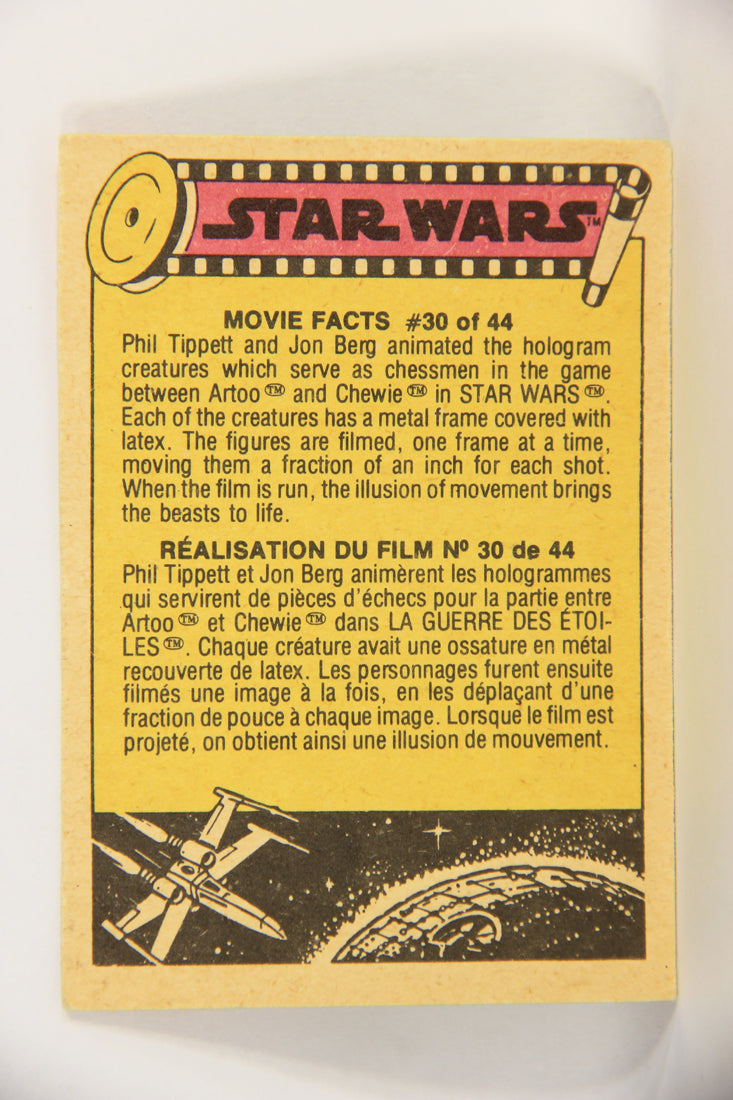 STAR WARS™
MOVIE FACTS #30 of 44
Phil Tippett and Jon Berg animated the hologram
creatures which serve as chessmen in the game
between Artoo™ and Chewie™ in STAR WARS™.
Each of the creatures has a metal frame covered with
latex. The figures are filmed, one frame at a time,
moving them a fraction of an inch for each shot.
When the film is run, the illusion of movement brings
the beasts to life.
RÉALISATION DU FILM Nº 30 de 44
Phil Tippett et Jon Berg animèrent les hologrammes
qui servirent de pièces d'échecs pour la partie entre
Artoo™ et Chewie™ dans LA GUERRE DES ÉTOI-
LES™. Chaque créature avait une ossature en métal
recouverte de latex. Les personnages furent ensuite
filmés une image à la fois, en les déplaçant d'une
fraction de pouce à chaque image. Lorsque le film est
projeté, on obtient ainsi une illusion de mouvement.